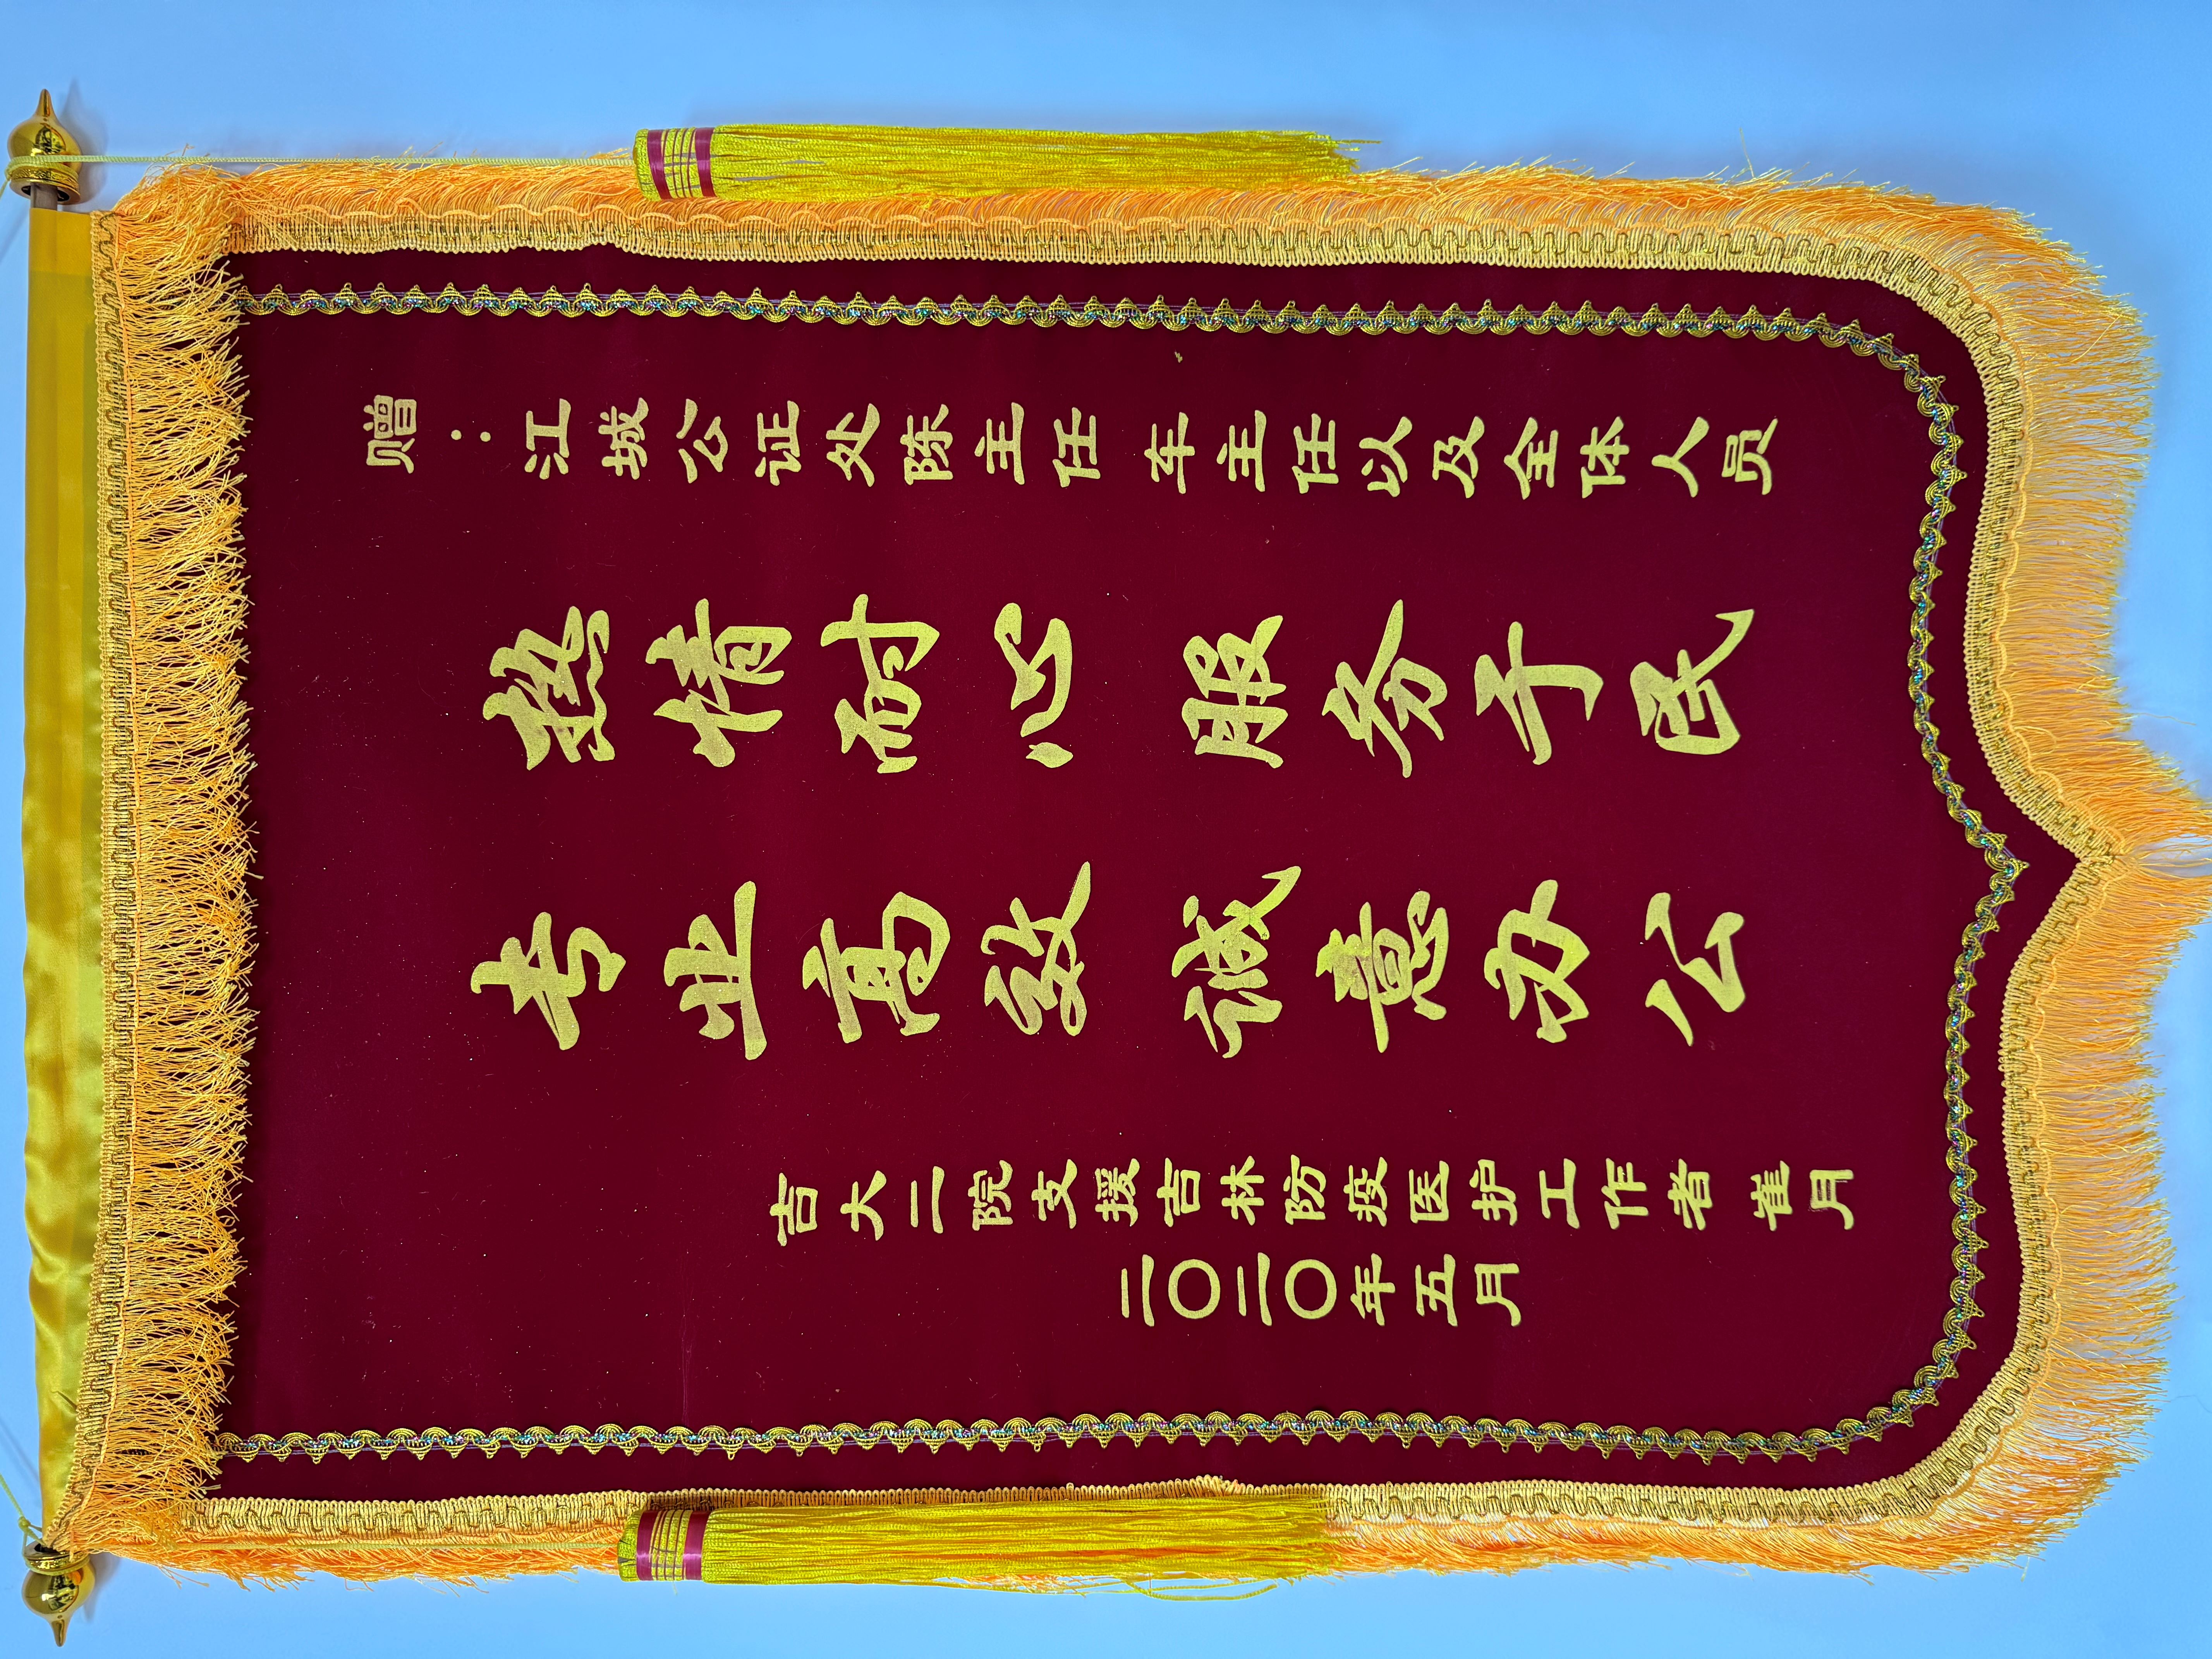 赠：江城公证处陈主任 车主任以及全体人员
热情耐心 服务于民
专业高效 诚意办公
吉大二院支援吉林防疫医护工作者 崔月
二〇二〇年五月